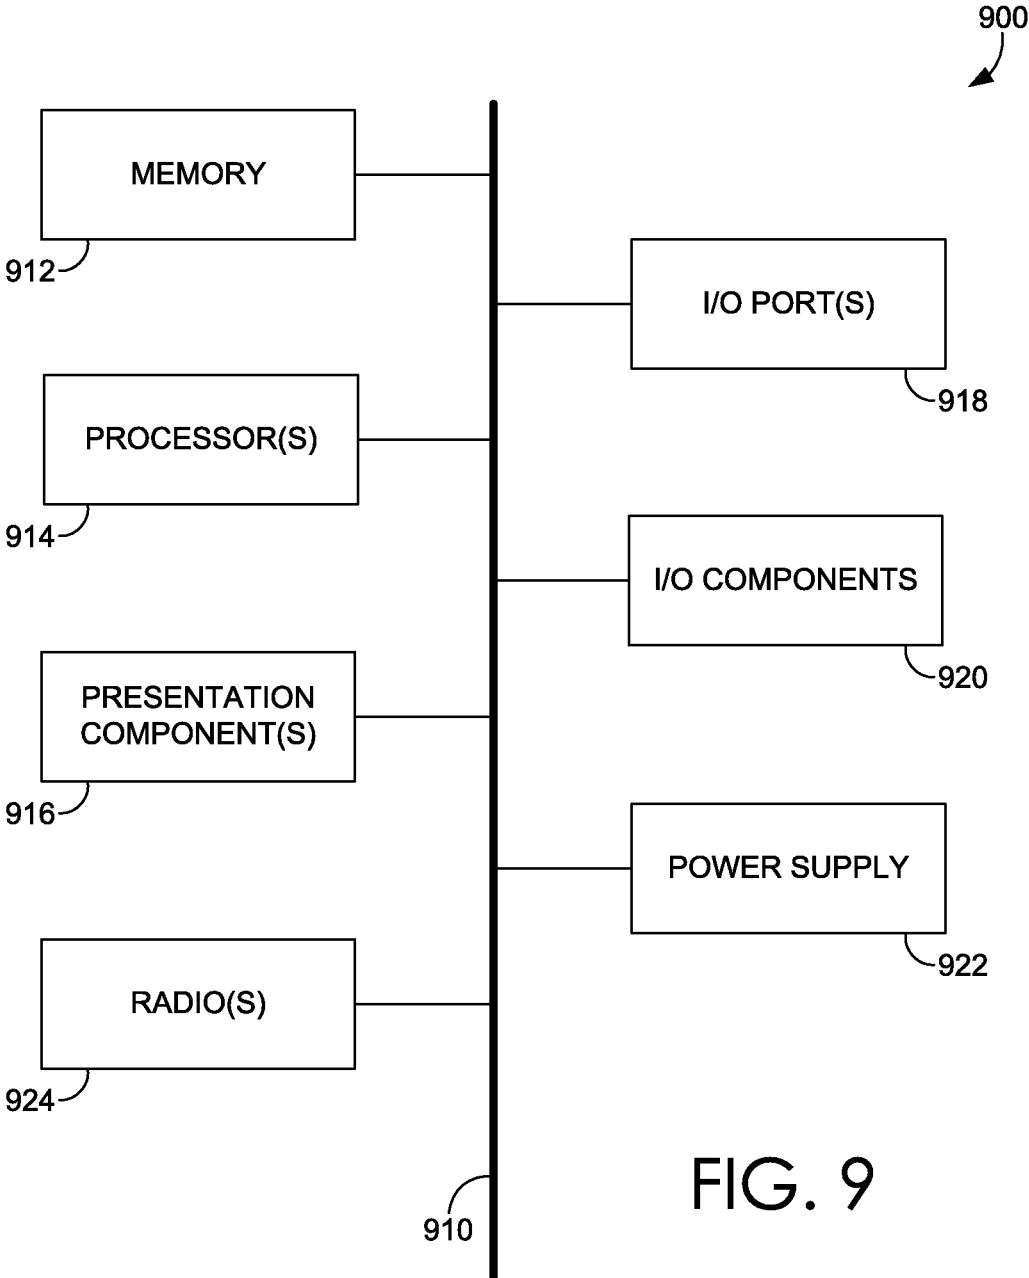 900
MEMORY
912
I/O PORT(S)
918
PROCESSOR(S)
914
I/O COMPONENTS
920
PRESENTATION
COMPONENT(S)
916
POWER SUPPLY
922
RADIO(S)
924
910
FIG. 9